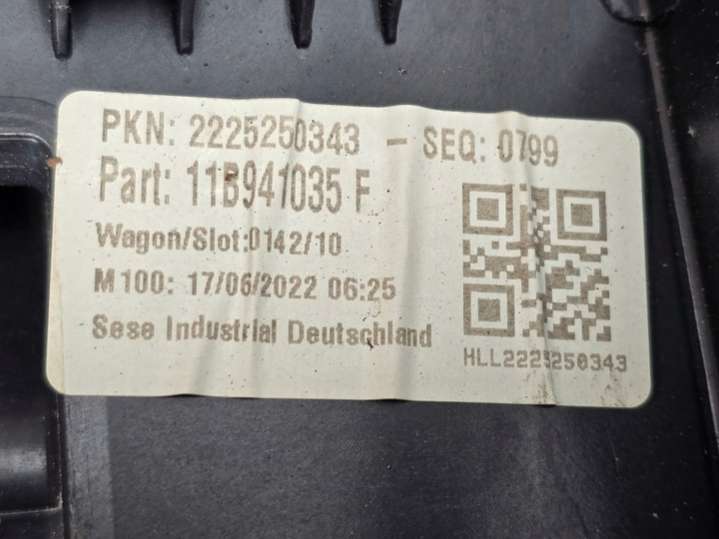 PKN: 2225250343 - SEQ: 0799
Part: 11B941035 F
Wagon/Slot:0142/10
M100: 17/06/2022 06:25
Sese Industrial Deutschland
HLL2225250343